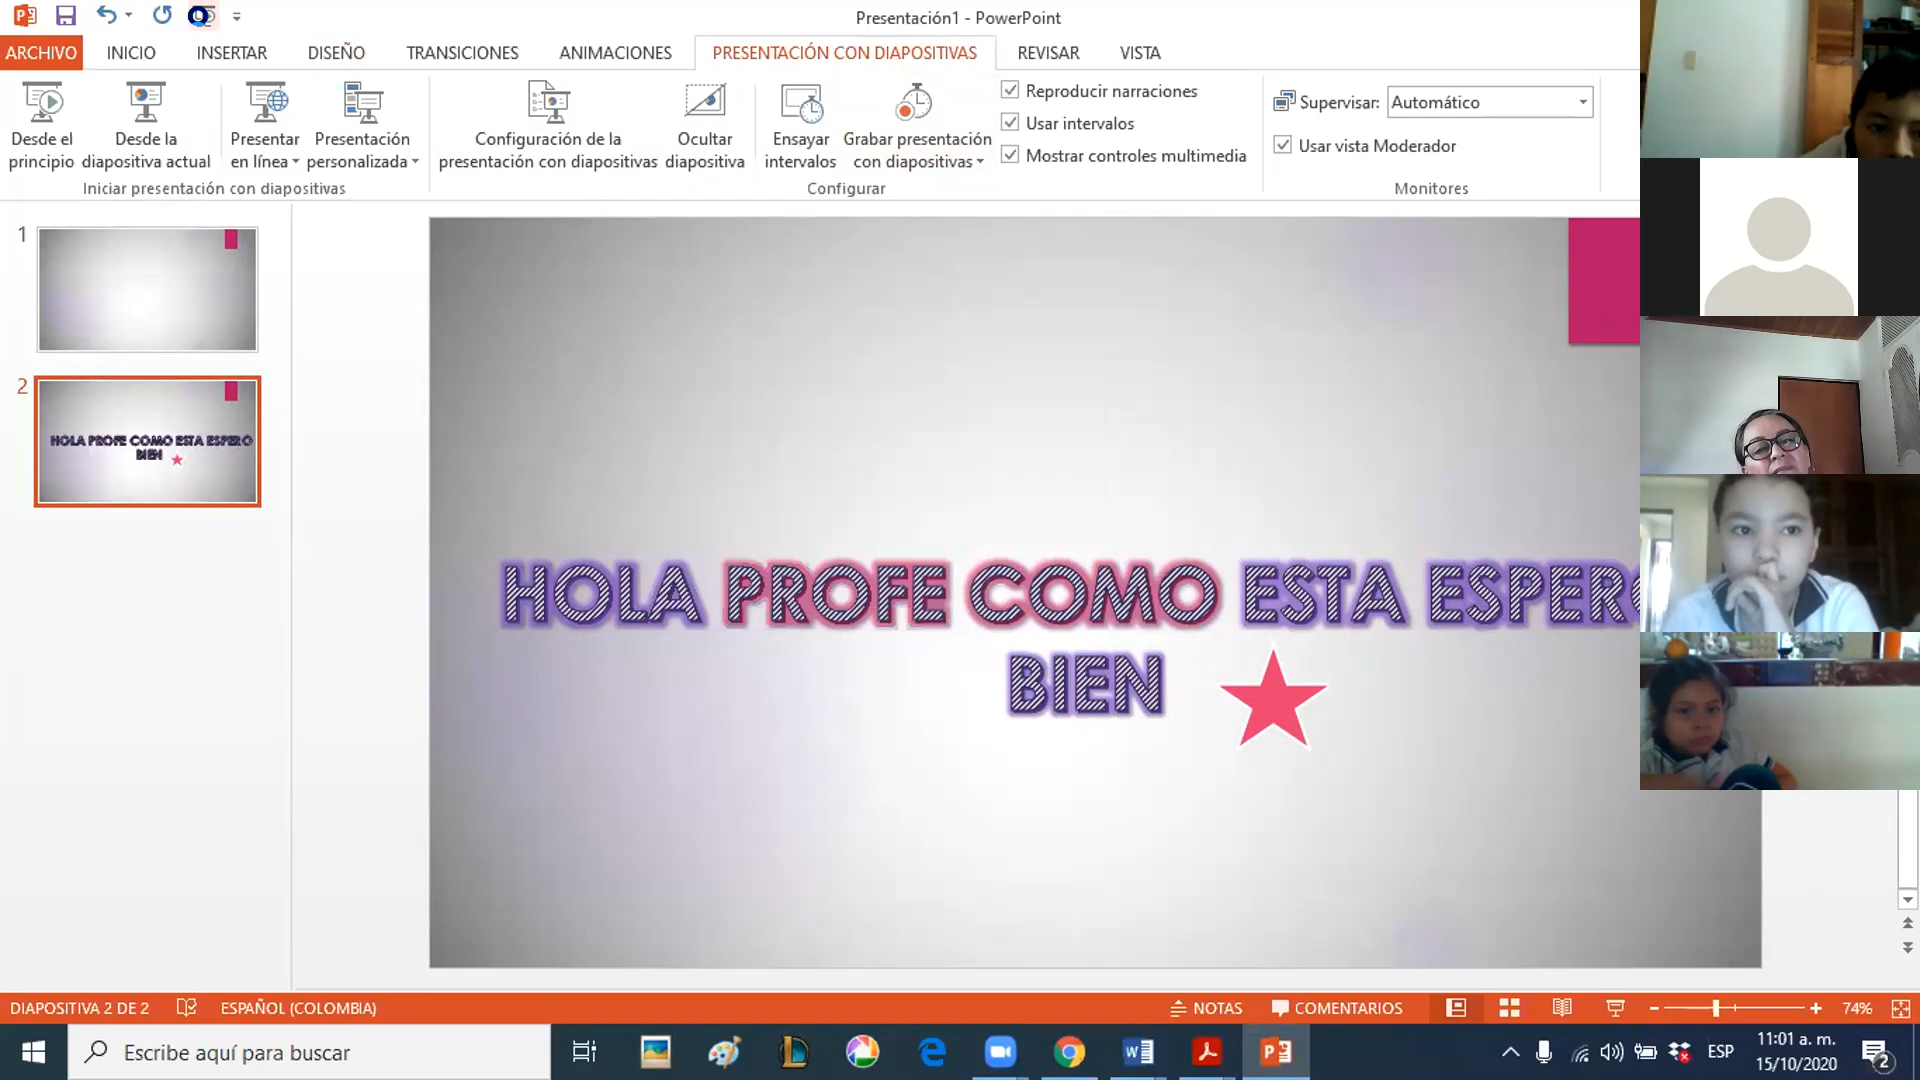 Presentación1 - PowerPoint
ARCHIVO INICIO INSERTAR DISEÑO TRANSICIONES ANIMACIONES PRESENTACIÓN CON DIAPOSITIVAS REVISAR VISTA
Desde el principio
Desde la diapositiva actual
Presentar en línea
Presentación personalizada
Iniciar presentación con diapositivas
Configuración de la presentación con diapositivas
Ocultar diapositiva
Ensayar intervalos
Grabar presentación con diapositivas
Reproducir narraciones
Usar intervalos
Mostrar controles multimedia
Configurar
Supervisar: Automático
Usar vista Moderador
Monitores
1
2
HOLA PROFE COMO ESTA ESPERO
BIEN
HOLA PROFE COMO ESTA ESPERO
BIEN
DIAPOSITIVA 2 DE 2 ESPAÑOL (COLOMBIA) NOTAS COMENTARIOS 74%
Escribe aquí para buscar
ESP
11:01 a. m.
15/10/2020
2